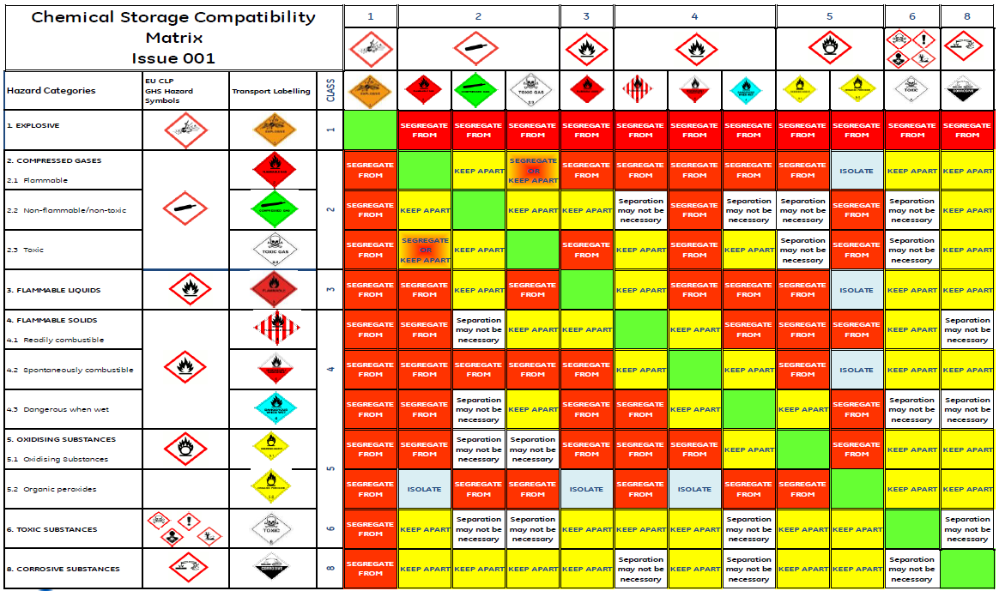 Chemical Storage Compatibility
Matrix
Issue 001
1 2 3 4 5 6 8
Hazard Categories
EU CLP
GHS Hazard
Symbols
Transport Labelling
CLASS
TOXIC GAS
TOXIC
CORROSIVE
1. EXPLOSIVE
1
SEGREGATE FROM
SEGREGATE FROM
SEGREGATE FROM
SEGREGATE FROM
SEGREGATE FROM
SEGREGATE FROM
SEGREGATE FROM
SEGREGATE FROM
SEGREGATE FROM
SEGREGATE FROM
SEGREGATE FROM
2. COMPRESSED GASES
2.1 Flammable
SEGREGATE FROM
KEEP APART
SEGREGATE OR KEEP APART
SEGREGATE FROM
SEGREGATE FROM
SEGREGATE FROM
SEGREGATE FROM
SEGREGATE FROM
ISOLATE
KEEP APART
KEEP APART
2.2 Non-flammable/non-toxic
2
SEGREGATE FROM
KEEP APART
KEEP APART
KEEP APART
Separation may not be necessary
SEGREGATE FROM
Separation may not be necessary
Separation may not be necessary
SEGREGATE FROM
Separation may not be necessary
KEEP APART
2.3 Toxic
TOXIC GAS
SEGREGATE FROM
SEGREGATE OR KEEP APART
KEEP APART
SEGREGATE FROM
KEEP APART
SEGREGATE FROM
KEEP APART
Separation may not be necessary
SEGREGATE FROM
Separation may not be necessary
KEEP APART
3. FLAMMABLE LIQUIDS
FLAMMABLE
3
SEGREGATE FROM
SEGREGATE FROM
KEEP APART
SEGREGATE FROM
KEEP APART
SEGREGATE FROM
SEGREGATE FROM
SEGREGATE FROM
ISOLATE
KEEP APART
KEEP APART
4. FLAMMABLE SOLIDS
4.1 Readily combustible
SEGREGATE FROM
SEGREGATE FROM
Separation may not be necessary
KEEP APART
KEEP APART
KEEP APART
SEGREGATE FROM
SEGREGATE FROM
SEGREGATE FROM
KEEP APART
Separation may not be necessary
4.2 Spontaneously combustible
4
SEGREGATE FROM
SEGREGATE FROM
SEGREGATE FROM
SEGREGATE FROM
SEGREGATE FROM
KEEP APART
KEEP APART
SEGREGATE FROM
ISOLATE
KEEP APART
KEEP APART
4.3 Dangerous when wet
DANGEROUS
WHEN WET
SEGREGATE FROM
SEGREGATE FROM
Separation may not be necessary
KEEP APART
SEGREGATE FROM
SEGREGATE FROM
KEEP APART
KEEP APART
SEGREGATE FROM
Separation may not be necessary
Separation may not be necessary
5. OXIDISING SUBSTANCES
5.1 Oxidising Substances
5
SEGREGATE FROM
SEGREGATE FROM
Separation may not be necessary
Separation may not be necessary
SEGREGATE FROM
SEGREGATE FROM
SEGREGATE FROM
KEEP APART
SEGREGATE FROM
KEEP APART
KEEP APART
5.2 Organic peroxides
SEGREGATE FROM
ISOLATE
SEGREGATE FROM
SEGREGATE FROM
ISOLATE
SEGREGATE FROM
ISOLATE
SEGREGATE FROM
SEGREGATE FROM
KEEP APART
KEEP APART
6. TOXIC SUBSTANCES
TOXIC
6
SEGREGATE FROM
KEEP APART
Separation may not be necessary
Separation may not be necessary
KEEP APART
KEEP APART
KEEP APART
Separation may not be necessary
KEEP APART
KEEP APART
Separation may not be necessary
8. CORROSIVE SUBSTANCES
CORROSIVE
8
SEGREGATE FROM
KEEP APART
KEEP APART
KEEP APART
KEEP APART
Separation may not be necessary
KEEP APART
Separation may not be necessary
KEEP APART
KEEP APART
Separation may not be necessary